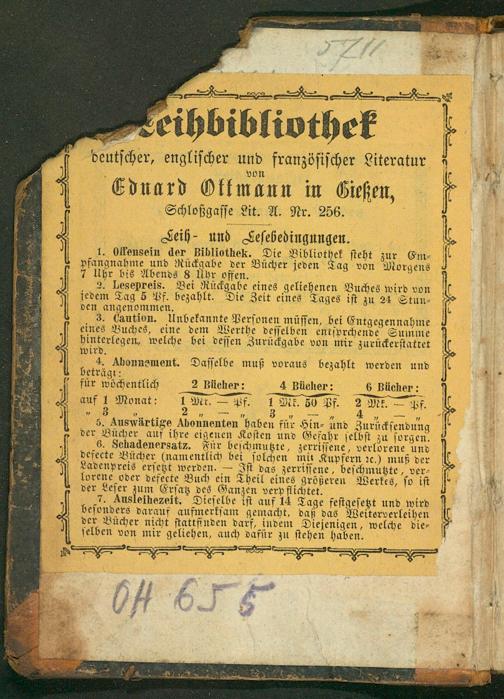 5711
Leihbibliothek
deutscher, englischer und französischer Literatur
von
Eduard Ottmann in Gießen,
Schloßgasse Lit. A. Nr. 256.
Leih- und Lesebedingungen.
1. Offensein der Bibliothek. Die Bibliothek steht zur Em-
pfangnahme und Rückgabe der Bücher jeden Tag von Morgens
7 Uhr bis Abends 8 Uhr offen.
2. Lesepreis. Bei Rückgabe eines geliehenen Buches wird von
jedem Tag 5 Pf. bezahlt. Die Zeit eines Tages ist zu 24 Stun-
den angenommen.
3. Caution. Unbekannte Personen müssen, bei Entgegennahme
eines Buches, eine dem Werthe desselben entsprechende Summe
hinterlegen, welche bei dessen Zurückgabe von mir zurückerstattet
wird.
4. Abonnement. Dasselbe muß voraus bezahlt werden und
beträgt:
für wöchentlich 2 Bücher: 4 Bücher: 6 Bücher:
auf 1 Monat: 1 Mk. — Pf. 1 Mk. 50 Pf. 2 Mk. — Pf.
„ 3 „ 2 „ — „ 3 „ — „ 4 „ — „
5. Auswärtige Abonnenten haben für Hin- und Zurücksendung
der Bücher auf ihre eigenen Kosten und Gefahr selbst zu sorgen.
6. Schadenersatz. Für beschmutzte, zerrissene, verlorene und
defecte Bücher (namentlich bei solchen mit Kupfern ꝛc.) muß der
Ladenpreis ersetzt werden. — Ist das zerrissene, beschmutzte, ver-
lorene oder defecte Buch ein Theil eines größeren Werkes, so ist
der Leser zum Ersatz des Ganzen verpflichtet.
7. Ausleihezeit. Dieselbe ist auf 14 Tage festgesetzt und wird
besonders darauf aufmerksam gemacht, daß das Weiterverleihen
der Bücher nicht stattfinden darf, indem Diejenigen, welche die-
selben von mir geliehen, auch dafür zu stehen haben.
OH 655